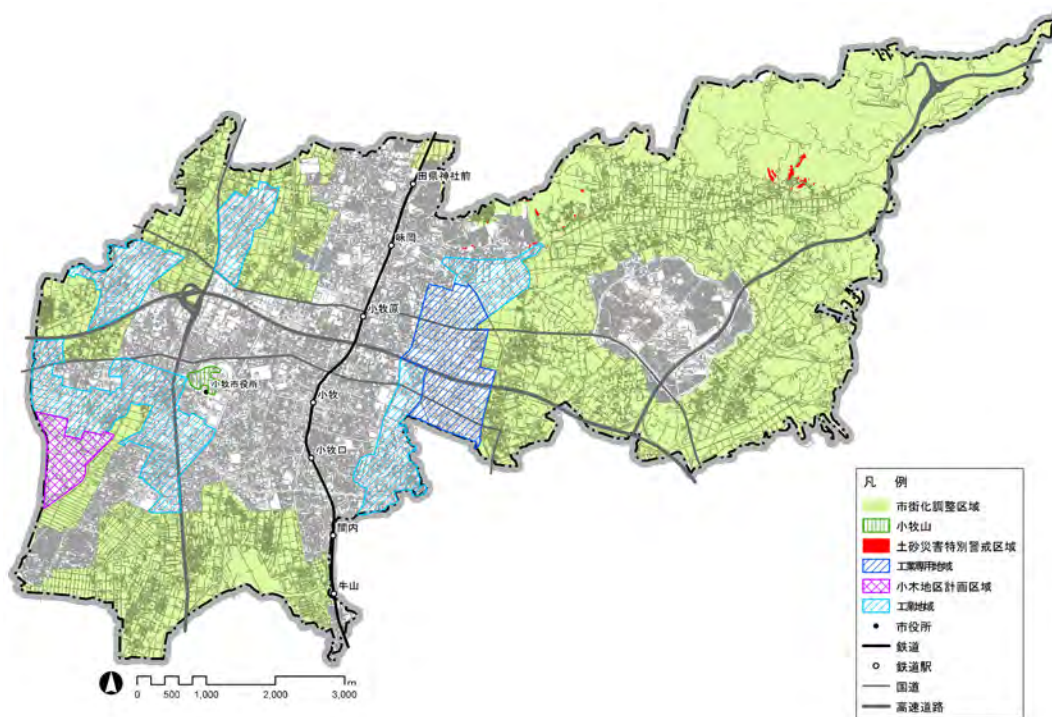 田県神社前
味岡
小牧原
小牧市役所
小牧
小牧口
間内
牛山
凡 例
市街化調整区域
小牧山
土砂災害特別警戒区域
工業専用地域
小木地区計画区域
工業地域
市役所
鉄道
鉄道駅
国道
高速道路
0 500 1,000 2,000 3,000 m